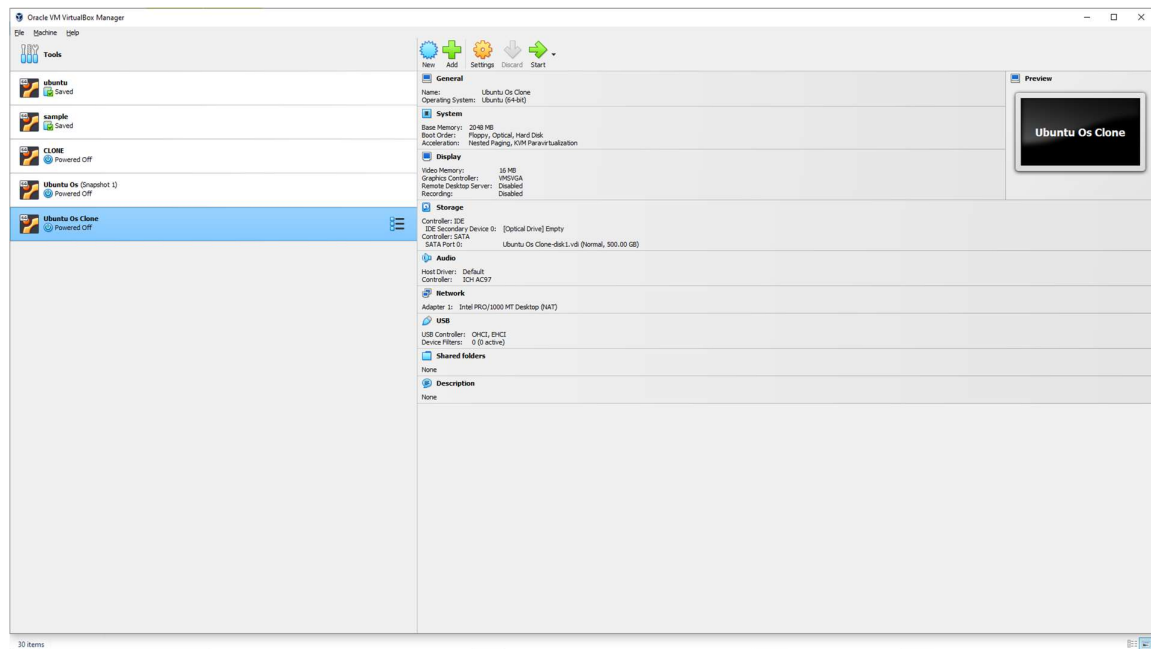 Oracle VM VirtualBox Manager
File Machine Help
Tools
New Add Settings Discard Start
ubuntu
Saved
sample
Saved
CLONE
Powered Off
Ubuntu Os (Snapshot 1)
Powered Off
Ubuntu Os Clone
Powered Off
General
Name: Ubuntu Os Clone
Operating System: Ubuntu (64-bit)
System
Base Memory: 2048 MB
Boot Order: Floppy, Optical, Hard Disk
Acceleration: Nested Paging, KVM Paravirtualization
Display
Video Memory: 16 MB
Graphics Controller: VMSVGA
Remote Desktop Server: Disabled
Recording: Disabled
Storage
Controller: IDE
IDE Secondary Device 0: [Optical Drive] Empty
Controller: SATA
SATA Port 0: Ubuntu Os Clone-disk1.vdi (Normal, 500.00 GB)
Audio
Host Driver: Default
Controller: ICH AC97
Network
Adapter 1: Intel PRO/1000 MT Desktop (NAT)
USB
USB Controller: OHCI, EHCI
Device Filters: 0 (0 active)
Shared folders
None
Description
None
Preview
Ubuntu Os Clone
30 items